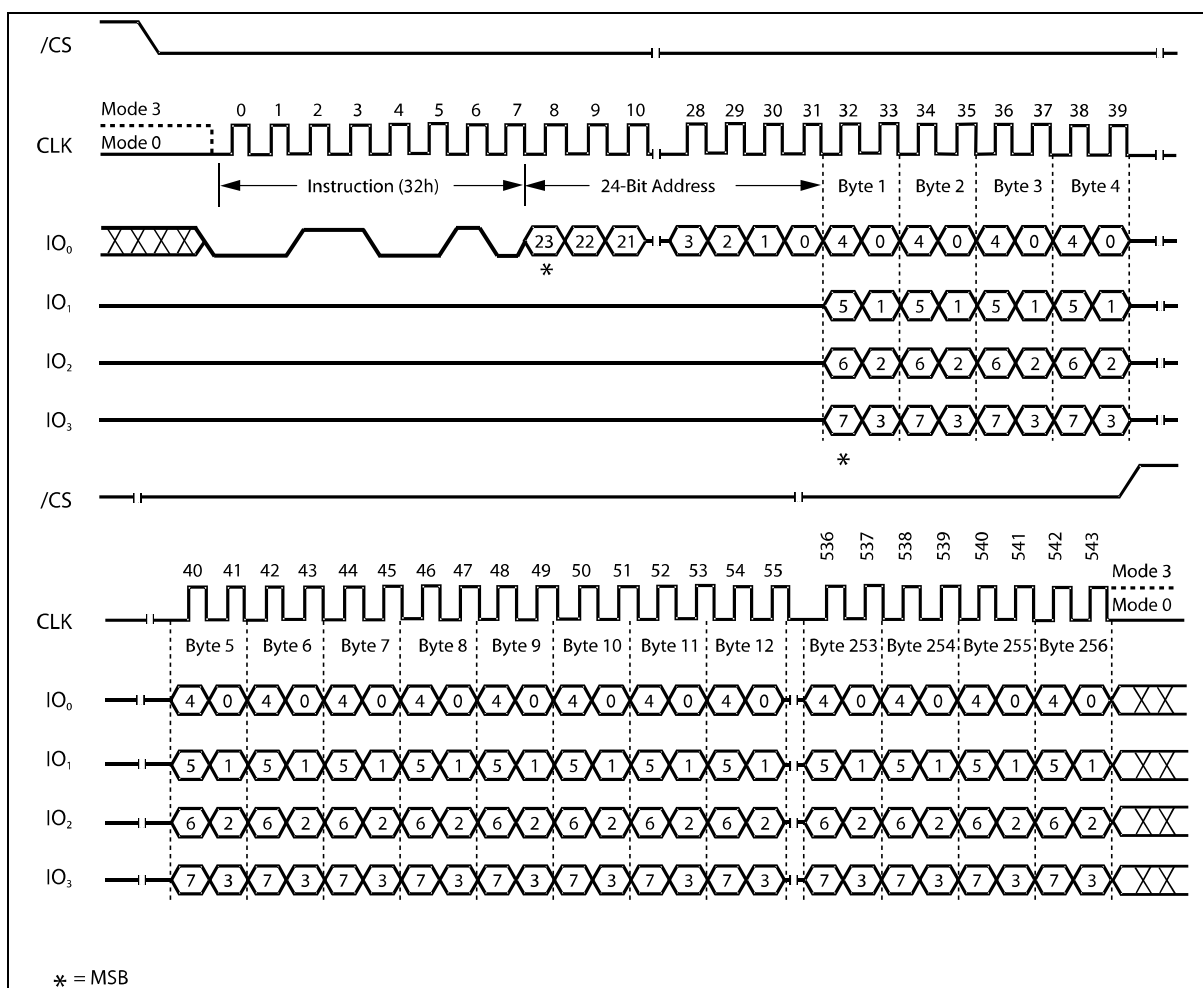 /CS
0 1 2 3 4 5 6 7 8 9 10 28 29 30 31 32 33 34 35 36 37 38 39
Mode 3
CLK
Mode 0
Instruction (32h) 24-Bit Address Byte 1 Byte 2 Byte 3 Byte 4
IO₀ 23 22 21 3 2 1 0 4 0 4 0 4 0 4 0
*
IO₁ 5 1 5 1 5 1 5 1
IO₂ 6 2 6 2 6 2 6 2
IO₃ 7 3 7 3 7 3 7 3
*
/CS
40 41 42 43 44 45 46 47 48 49 50 51 52 53 54 55 536 537 538 539 540 541 542 543
Mode 3
CLK
Mode 0
Byte 5 Byte 6 Byte 7 Byte 8 Byte 9 Byte 10 Byte 11 Byte 12 Byte 253 Byte 254 Byte 255 Byte 256
IO₀ 4 0 4 0 4 0 4 0 4 0 4 0 4 0 4 0 4 0 4 0 4 0 4 0
IO₁ 5 1 5 1 5 1 5 1 5 1 5 1 5 1 5 1 5 1 5 1 5 1 5 1
IO₂ 6 2 6 2 6 2 6 2 6 2 6 2 6 2 6 2 6 2 6 2 6 2 6 2
IO₃ 7 3 7 3 7 3 7 3 7 3 7 3 7 3 7 3 7 3 7 3 7 3 7 3
* = MSB